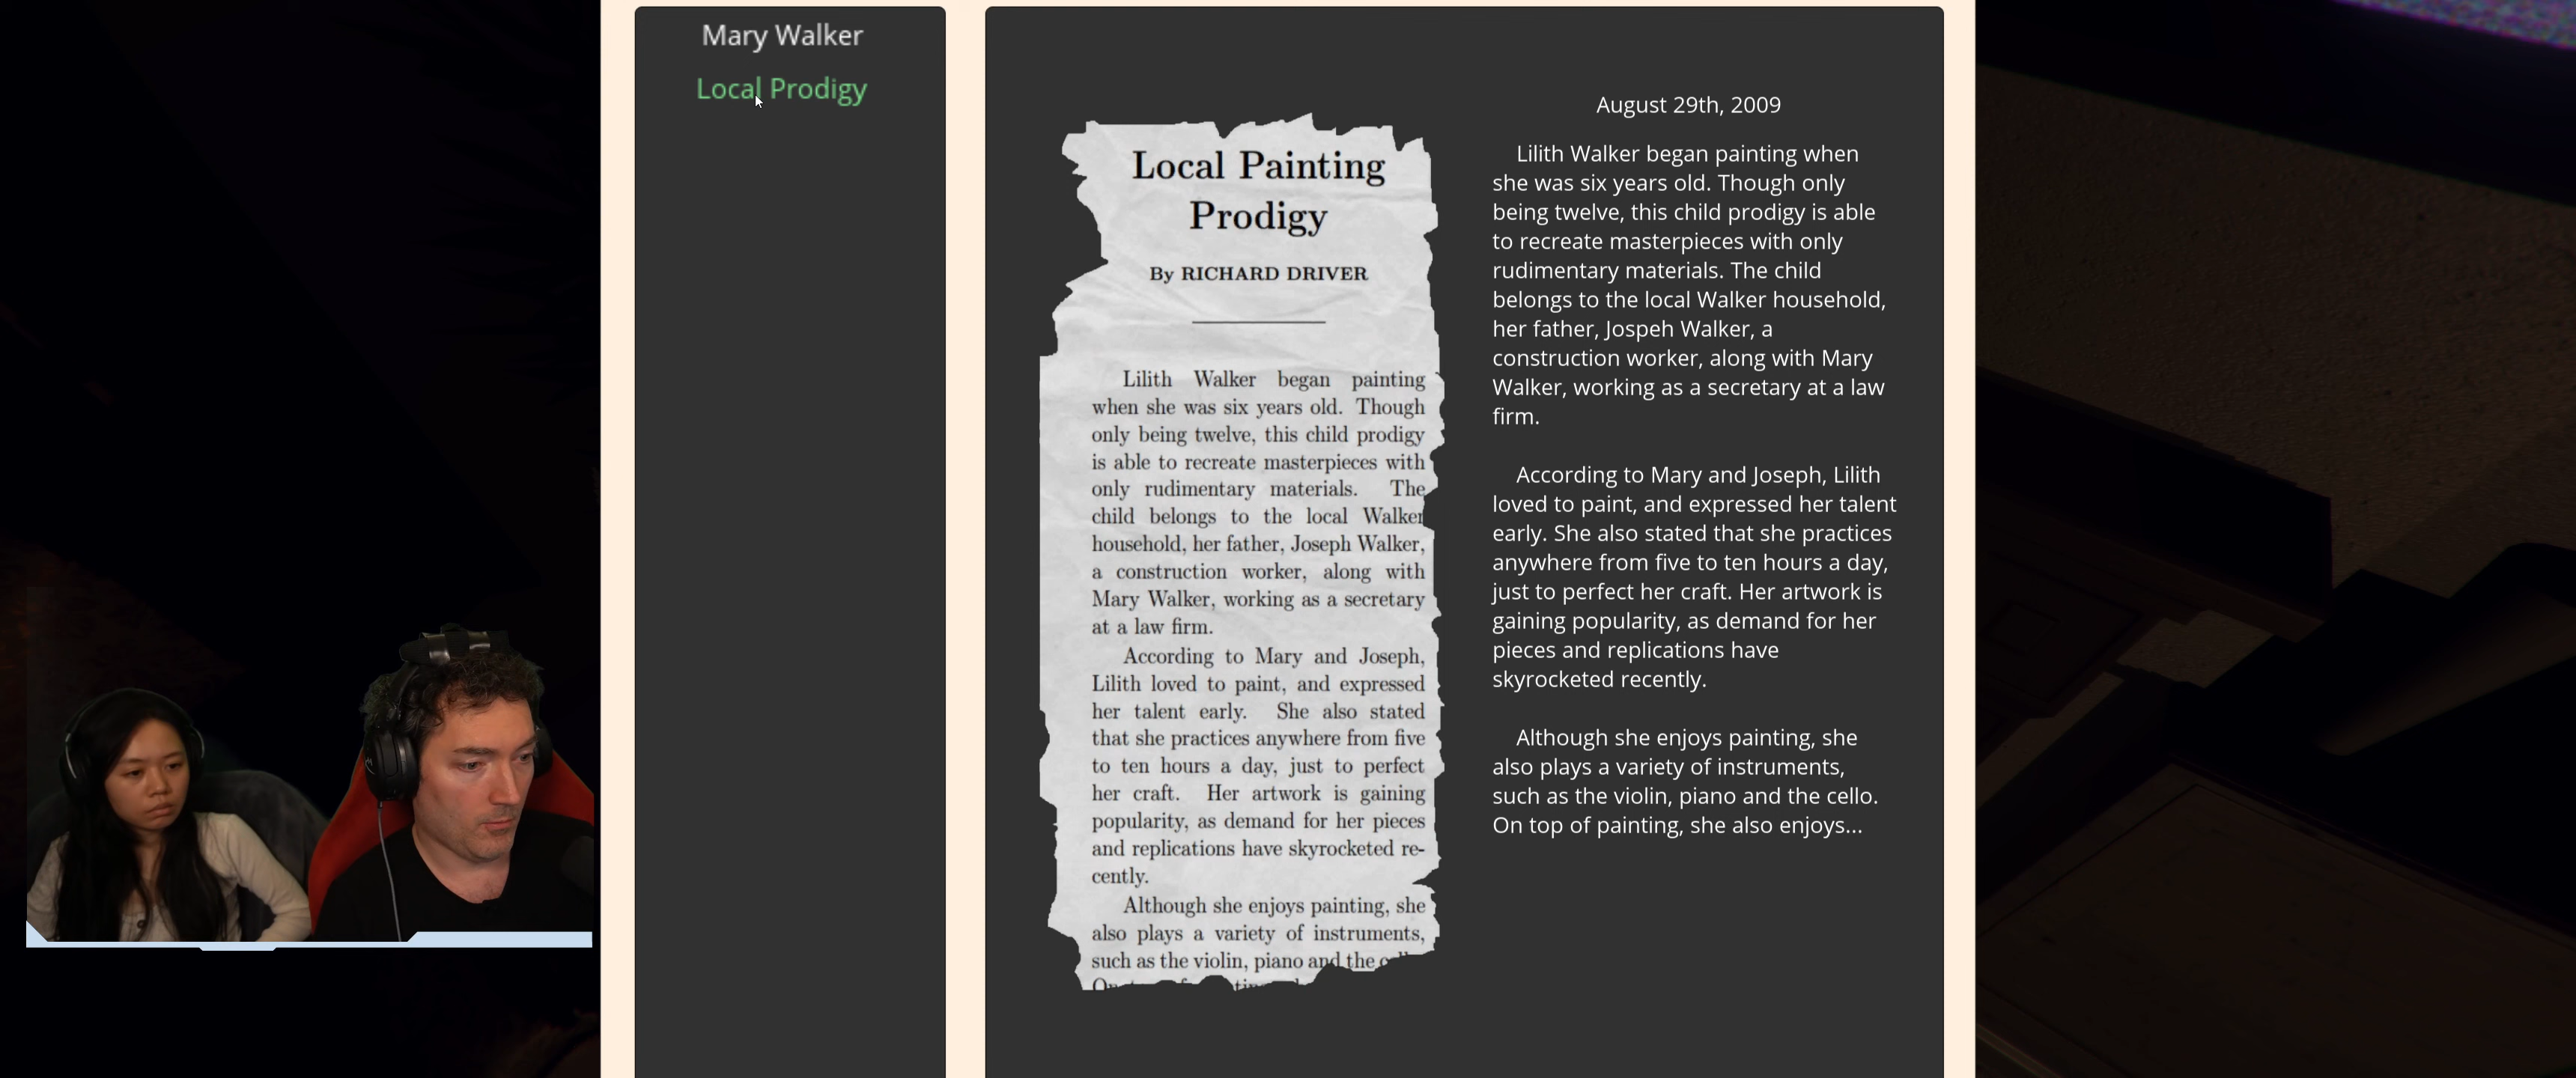 Mary Walker
Local Prodigy
Local Painting
Prodigy
By RICHARD DRIVER
Lilith Walker began painting
when she was six years old. Though
only being twelve, this child prodigy
is able to recreate masterpieces with
only rudimentary materials. The
child belongs to the local Walker
household, her father, Joseph Walker,
a construction worker, along with
Mary Walker, working as a secretary
at a law firm.
According to Mary and Joseph,
Lilith loved to paint, and expressed
her talent early. She also stated
that she practices anywhere from five
to ten hours a day, just to perfect
her craft. Her artwork is gaining
popularity, as demand for her pieces
and replications have skyrocketed re-
cently.
Although she enjoys painting, she
also plays a variety of instruments,
such as the violin, piano and the
August 29th, 2009
Lilith Walker began painting when
she was six years old. Though only
being twelve, this child prodigy is able
to recreate masterpieces with only
rudimentary materials. The child
belongs to the local Walker household,
her father, Jospeh Walker, a
construction worker, along with Mary
Walker, working as a secretary at a law
firm.
According to Mary and Joseph, Lilith
loved to paint, and expressed her talent
early. She also stated that she practices
anywhere from five to ten hours a day,
just to perfect her craft. Her artwork is
gaining popularity, as demand for her
pieces and replications have
skyrocketed recently.
Although she enjoys painting, she
also plays a variety of instruments,
such as the violin, piano and the cello.
On top of painting, she also enjoys...